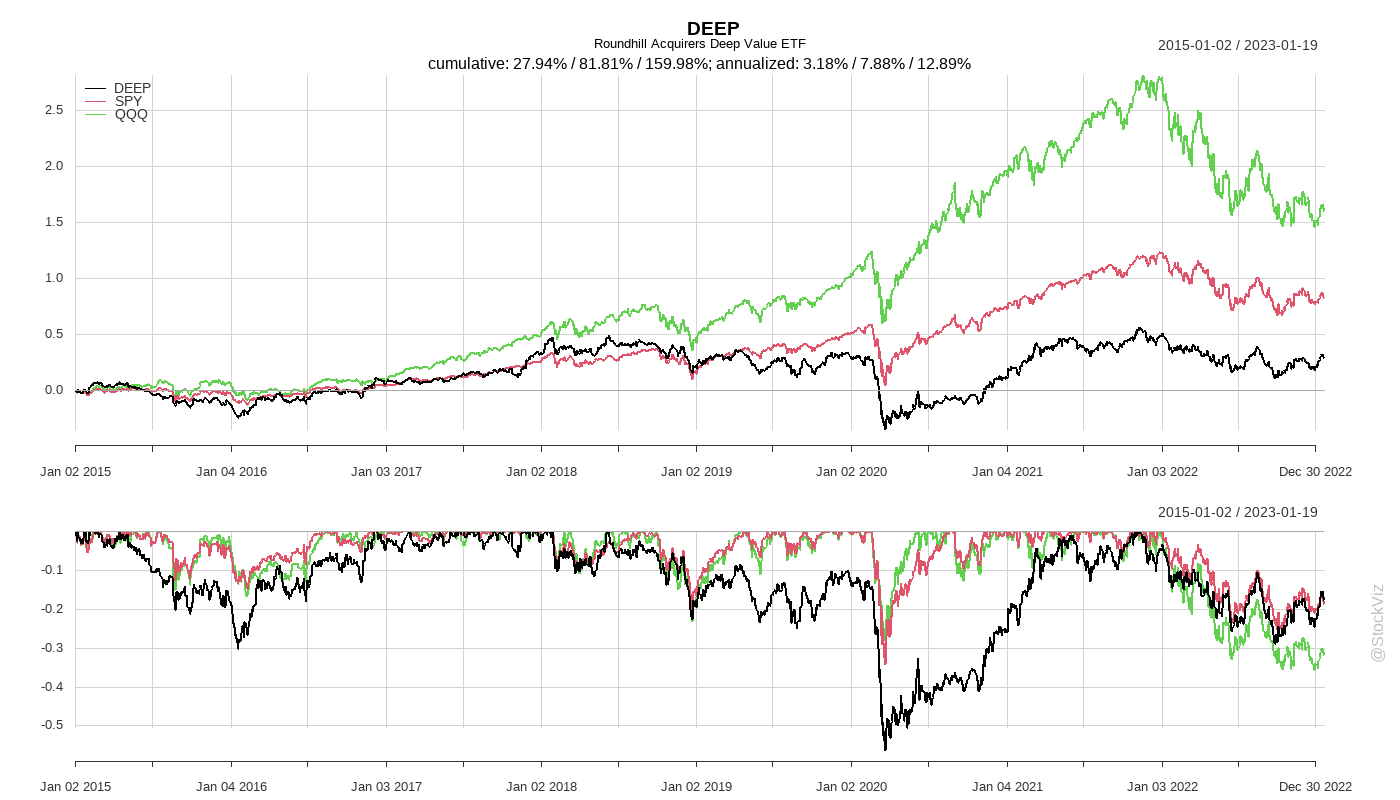 DEEP
Roundhill Acquirers Deep Value ETF
2015-01-02 / 2023-01-19
cumulative: 27.94% / 81.81% / 159.98%; annualized: 3.18% / 7.88% / 12.89%
DEEP
SPY
QQQ
2.5
2.0
1.5
1.0
0.5
0.0
Jan 02 2015 Jan 04 2016 Jan 03 2017 Jan 02 2018 Jan 02 2019 Jan 02 2020 Jan 04 2021 Jan 03 2022 Dec 30 2022
2015-01-02 / 2023-01-19
-0.1
-0.2
-0.3
-0.4
-0.5
Jan 02 2015 Jan 04 2016 Jan 03 2017 Jan 02 2018 Jan 02 2019 Jan 02 2020 Jan 04 2021 Jan 03 2022 Dec 30 2022
@StockViz